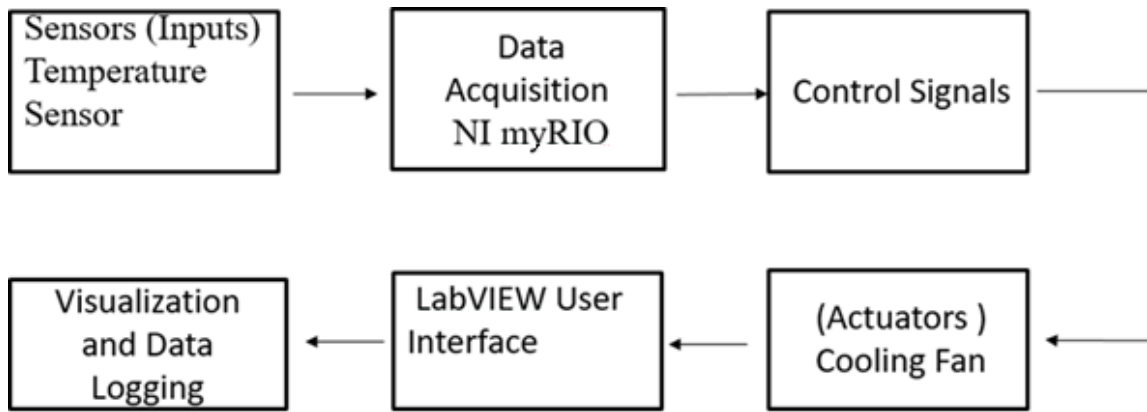 Sensors (Inputs)
Temperature
Sensor
Data
Acquisition
NI myRIO
Control Signals
(Actuators )
Cooling Fan
LabVIEW User
Interface
Visualization
and Data
Logging